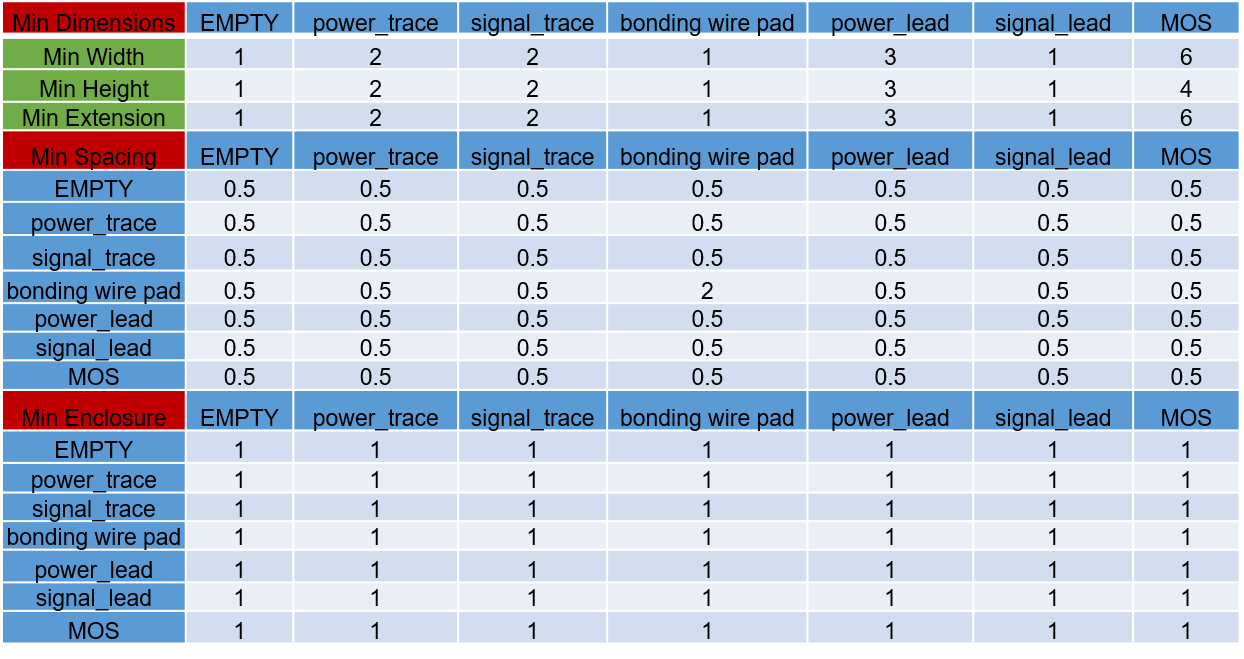 Min Dimensions EMPTY power_trace signal_trace bonding wire pad power_lead signal_lead MOS
Min Width 1 2 2 1 3 1 6
Min Height 1 2 2 1 3 1 4
Min Extension 1 2 2 1 3 1 6
Min Spacing EMPTY power_trace signal_trace bonding wire pad power_lead signal_lead MOS
EMPTY 0.5 0.5 0.5 0.5 0.5 0.5 0.5
power_trace 0.5 0.5 0.5 0.5 0.5 0.5 0.5
signal_trace 0.5 0.5 0.5 0.5 0.5 0.5 0.5
bonding wire pad 0.5 0.5 0.5 2 0.5 0.5 0.5
power_lead 0.5 0.5 0.5 0.5 0.5 0.5 0.5
signal_lead 0.5 0.5 0.5 0.5 0.5 0.5 0.5
MOS 0.5 0.5 0.5 0.5 0.5 0.5 0.5
Min Enclosure EMPTY power_trace signal_trace bonding wire pad power_lead signal_lead MOS
EMPTY 1 1 1 1 1 1 1
power_trace 1 1 1 1 1 1 1
signal_trace 1 1 1 1 1 1 1
bonding wire pad 1 1 1 1 1 1 1
power_lead 1 1 1 1 1 1 1
signal_lead 1 1 1 1 1 1 1
MOS 1 1 1 1 1 1 1